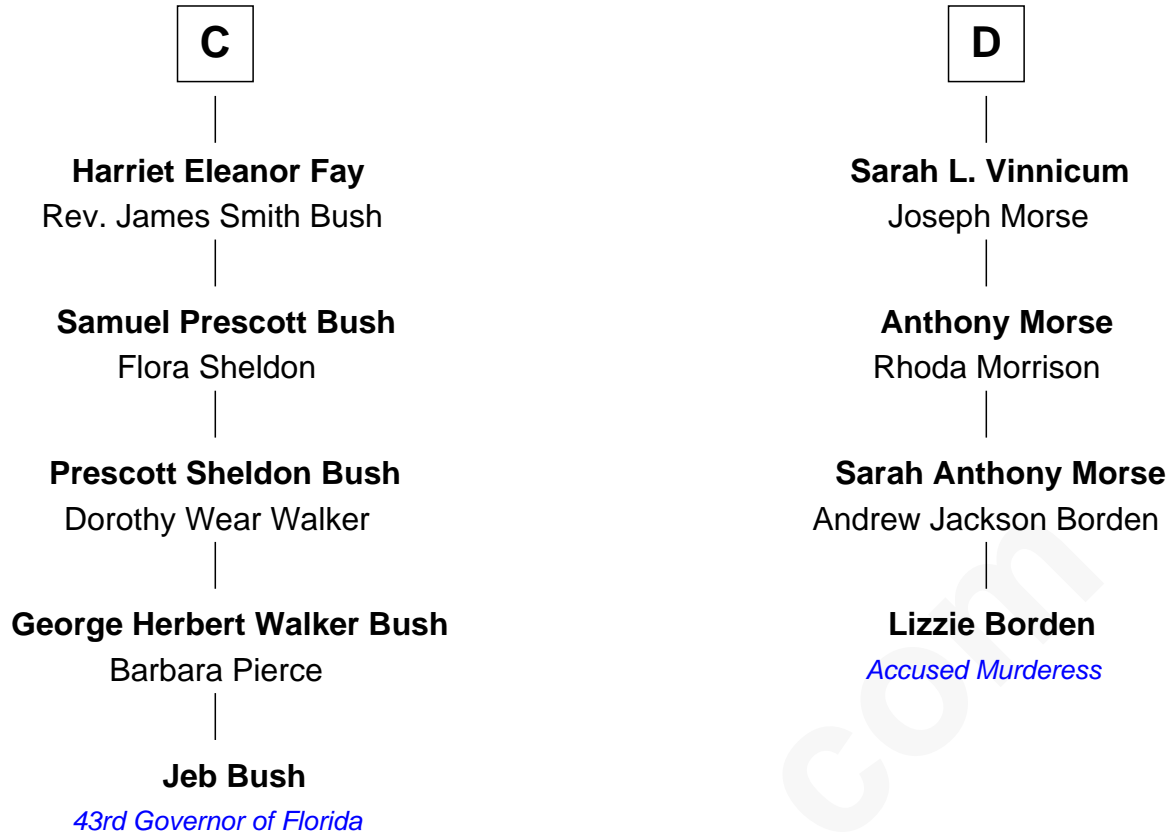 C
Harriet Eleanor Fay
Rev. James Smith Bush
Samuel Prescott Bush
Flora Sheldon
Prescott Sheldon Bush
Dorothy Wear Walker
George Herbert Walker Bush
Barbara Pierce
Jeb Bush
43rd Governor of Florida
D
Sarah L. Vinnicum
Joseph Morse
Anthony Morse
Rhoda Morrison
Sarah Anthony Morse
Andrew Jackson Borden
Lizzie Borden
Accused Murderess
com